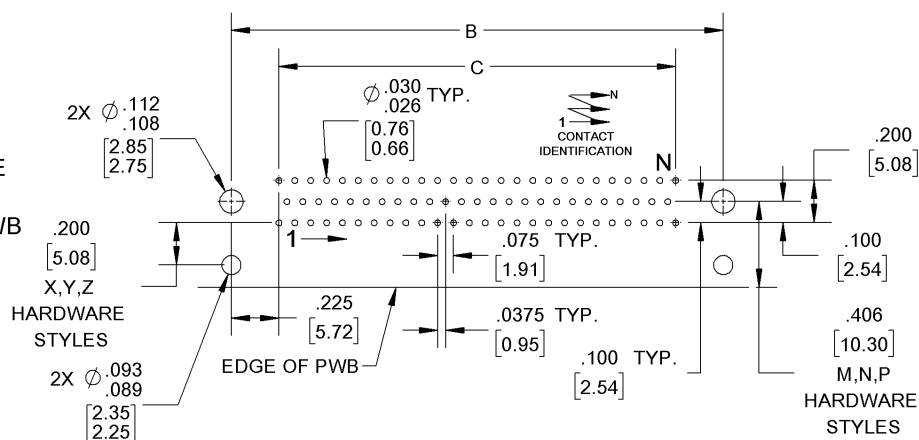 B
C
2X Ø .112
.108
[2.85]
[2.75]
Ø .030 TYP.
.026
[0.76]
[0.66]
N
1
CONTACT
IDENTIFICATION
.200
[5.08]
E
N
WB
.200
[5.08]
X,Y,Z
HARDWARE
STYLES
1
.075 TYP.
[1.91]
.100
[2.54]
.225
[5.72]
.0375 TYP.
[0.95]
.406
[10.30]
M,N,P
HARDWARE
STYLES
EDGE OF PWB
.100 TYP.
[2.54]
2X Ø .093
.089
[2.35]
[2.25]